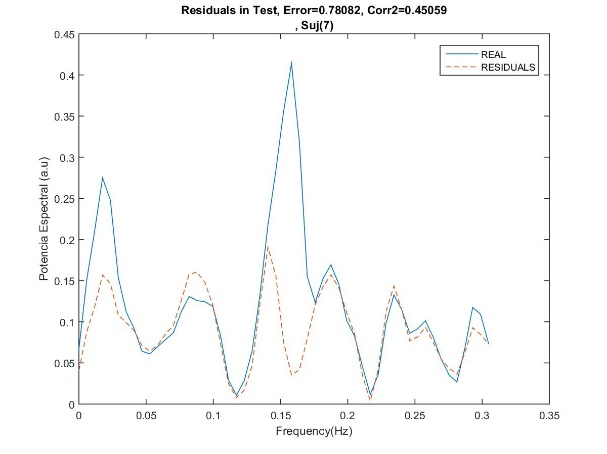 Residuals in Test, Error=0.78082, Corr2=0.45059
, Suj(7)
0.45
0.4
0.35
0.3
0.25
0.2
0.15
0.1
0.05
0
Potencia Espectral (a.u)
REAL
RESIDUALS
0 0.05 0.1 0.15 0.2 0.25 0.3 0.35
Frequency(Hz)